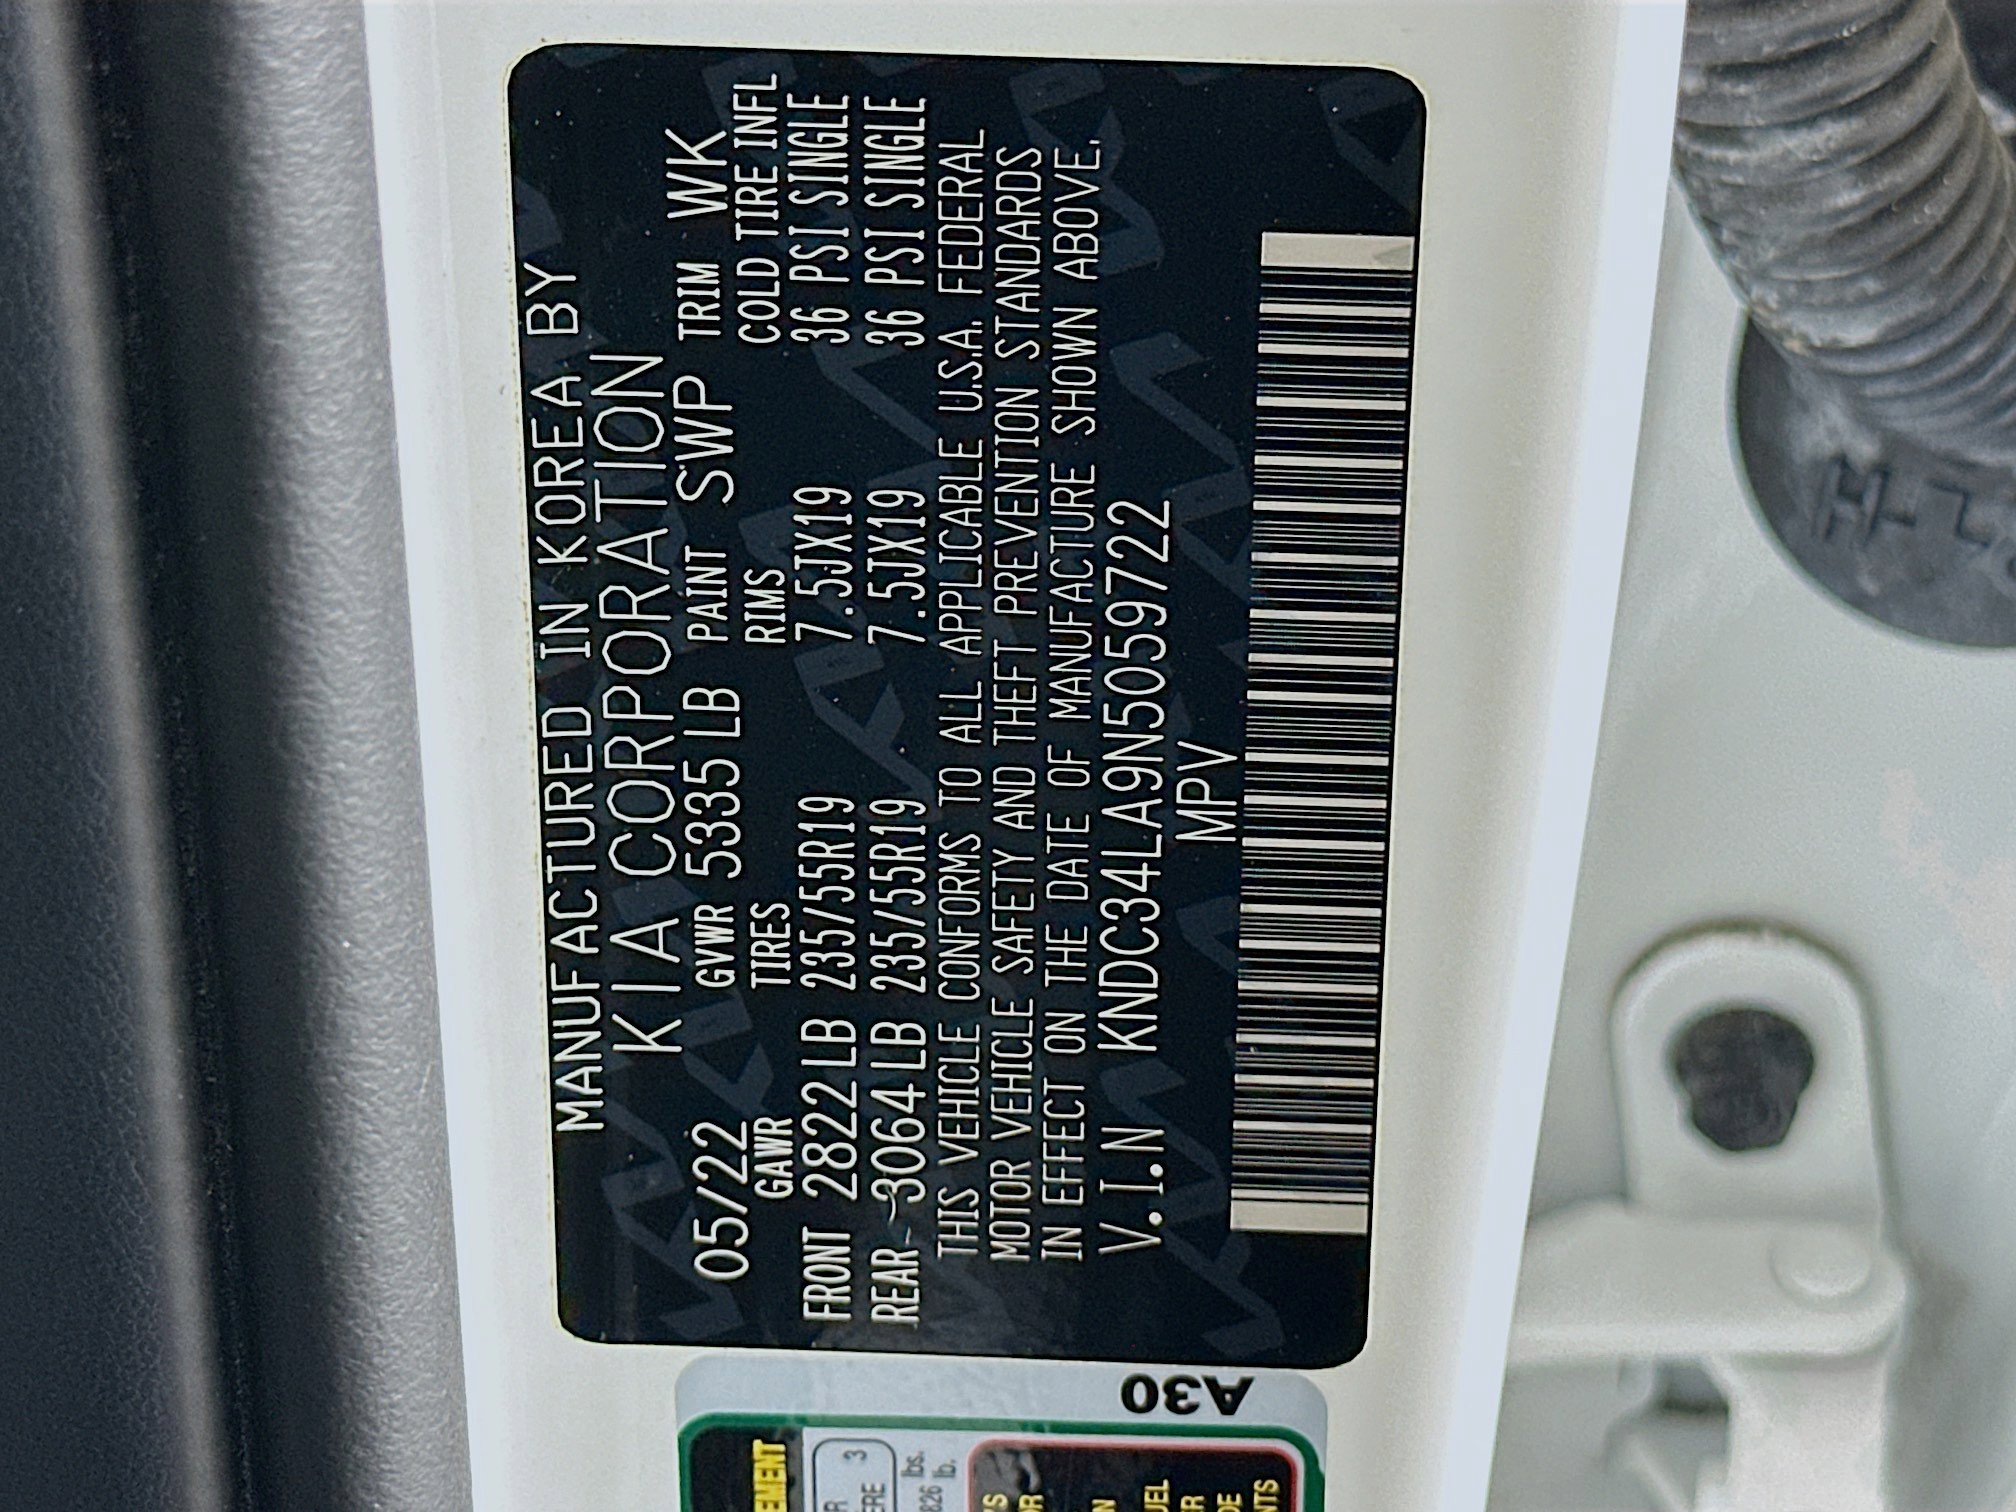 MANUFACTURED IN KOREA BY
KIA CORPORATION
05/22 GVWR 5335 LB PAINT SWP TRIM WK
GAWR TIRES RIMS COLD TIRE INFL
FRONT 2822 LB 235/55R19 7.5JX19 36 PSI SINGLE
REAR 3064 LB 235/55R19 7.5JX19 36 PSI SINGLE
THIS VEHICLE CONFORMS TO ALL APPLICABLE U.S.A. FEDERAL
MOTOR VEHICLE SAFETY AND THEFT PREVENTION STANDARDS
IN EFFECT ON THE DATE OF MANUFACTURE SHOWN ABOVE.
V.I.N KNDC34LA9N5059722
MPV
A30
3
lbs.
lb.